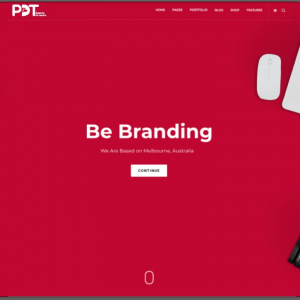 PDT
HOME PAGES PORTFOLIO BLOG SHOP FEATURES
Be Branding
We Are Based on Melbourne, Australia
CONTINUE